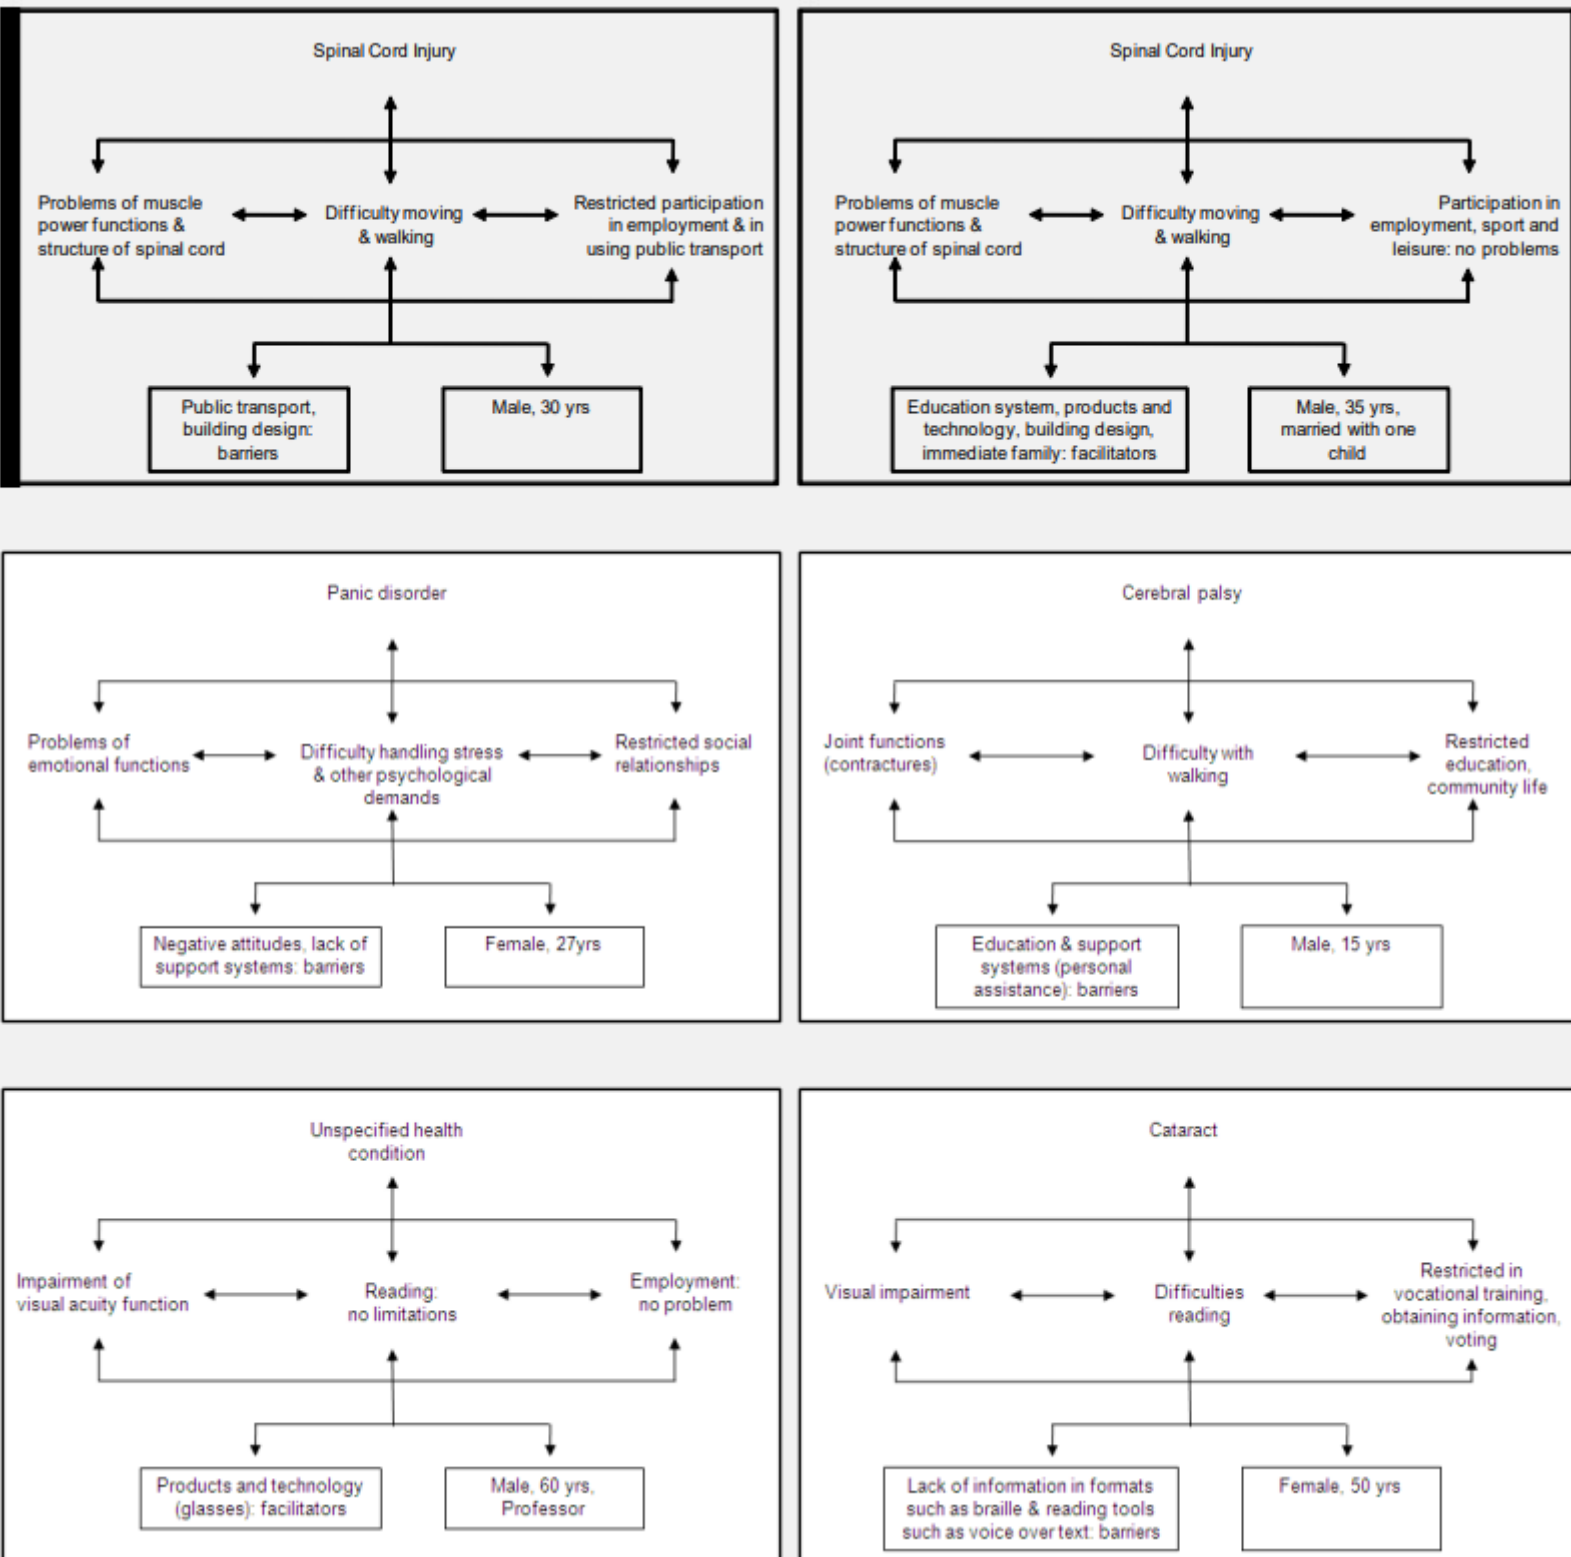 Spinal Cord Injury
Problems of muscle
power functions &
structure of spinal cord
Difficulty moving
& walking
Restricted participation
in employment & in
using public transport
Public transport,
building design:
barriers
Male, 30 yrs
Spinal Cord Injury
Problems of muscle
power functions &
structure of spinal cord
Difficulty moving
& walking
Participation in
employment, sport and
leisure: no problems
Education system, products and
technology, building design,
immediate family: facilitators
Male, 35 yrs,
married with one
child
Panic disorder
Problems of
emotional functions
Difficulty handling stress
& other psychological
demands
Restricted social
relationships
Negative attitudes, lack of
support systems: barriers
Female, 27yrs
Cerebral palsy
Joint functions
(contractures)
Difficulty with
walking
Restricted
education,
community life
Education & support
systems (personal
assistance): barriers
Male, 15 yrs
Unspecified health
condition
Impairment of
visual acuity function
Reading:
no limitations
Employment:
no problem
Products and technology
(glasses): facilitators
Male, 60 yrs,
Professor
Cataract
Visual impairment
Difficulties
reading
Restricted in
vocational training,
obtaining information,
voting
Lack of information in formats
such as braille & reading tools
such as voice over text: barriers
Female, 50 yrs